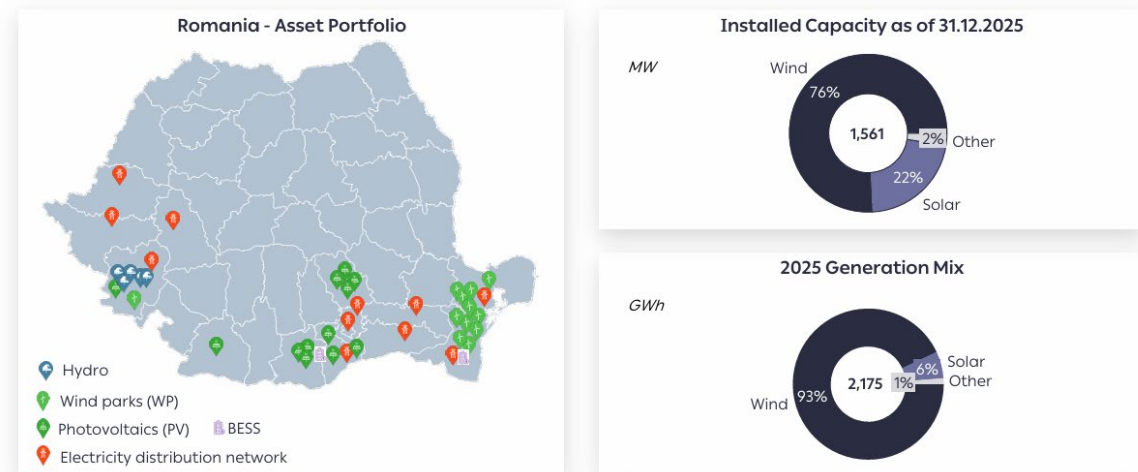 Romania - Asset Portfolio
Hydro
Wind parks (WP)
Photovoltaics (PV) BESS
Electricity distribution network
Installed Capacity as of 31.12.2025
MW
Wind
76%
1,561
2% Other
22%
Solar
2025 Generation Mix
GWh
Solar
6%
2,175 1% Other
Wind 93%